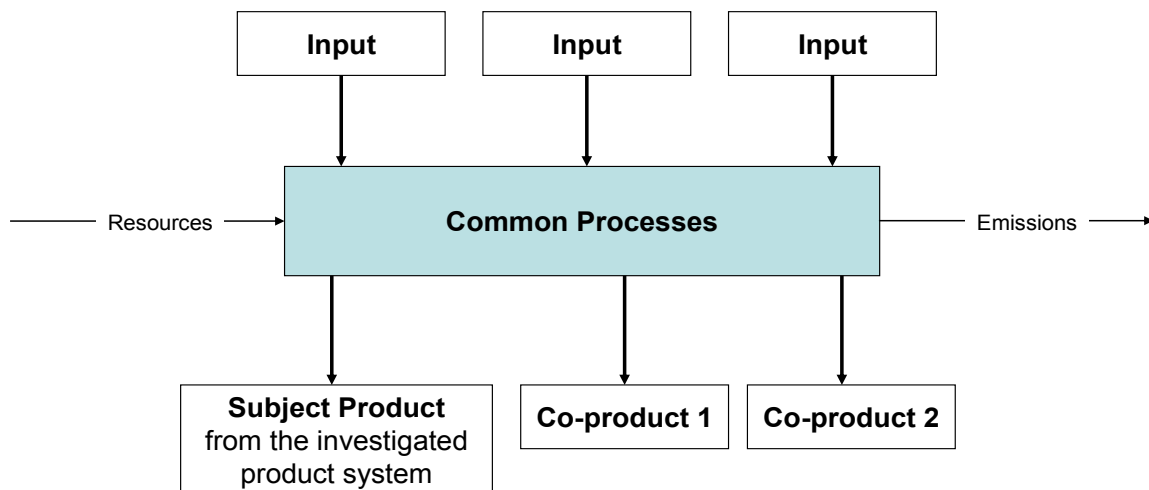 Input
Input
Input
Resources
Common Processes
Emissions
Subject Product
from the investigated
product system
Co-product 1
Co-product 2